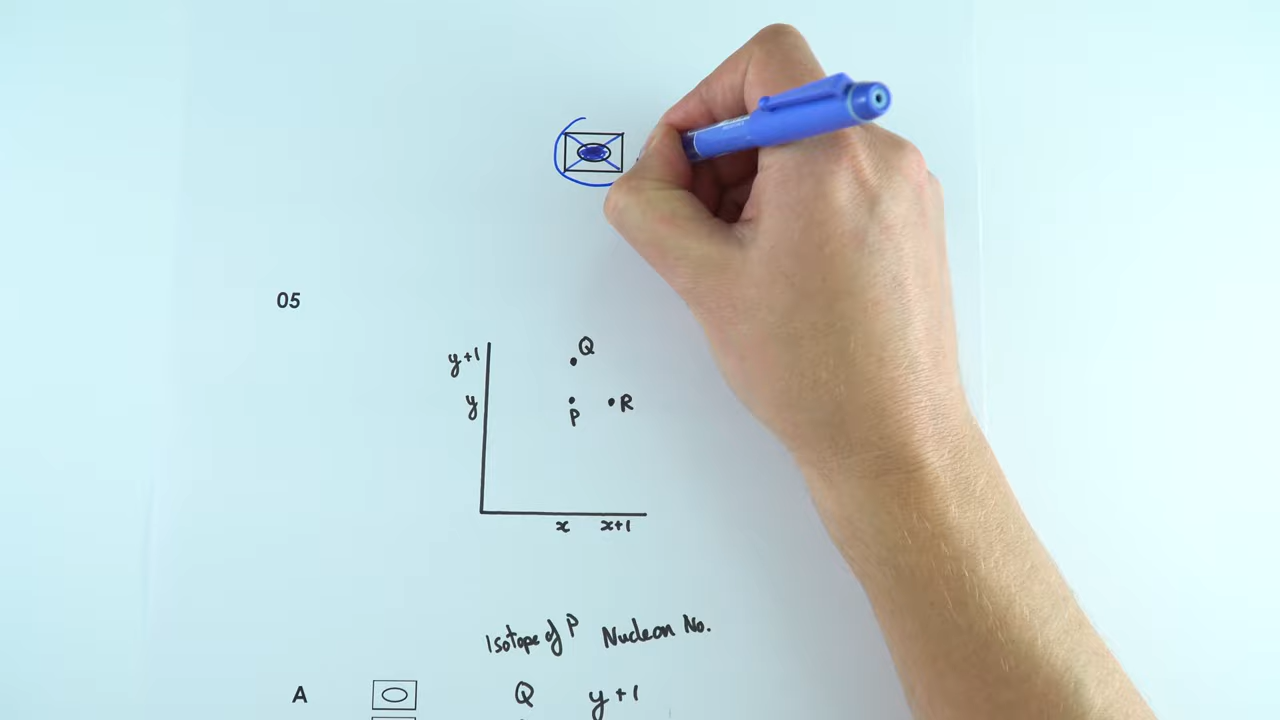 05
y+1 Q
y P R
x x+1
Isotope of P Nucleon No.
A Q y+1